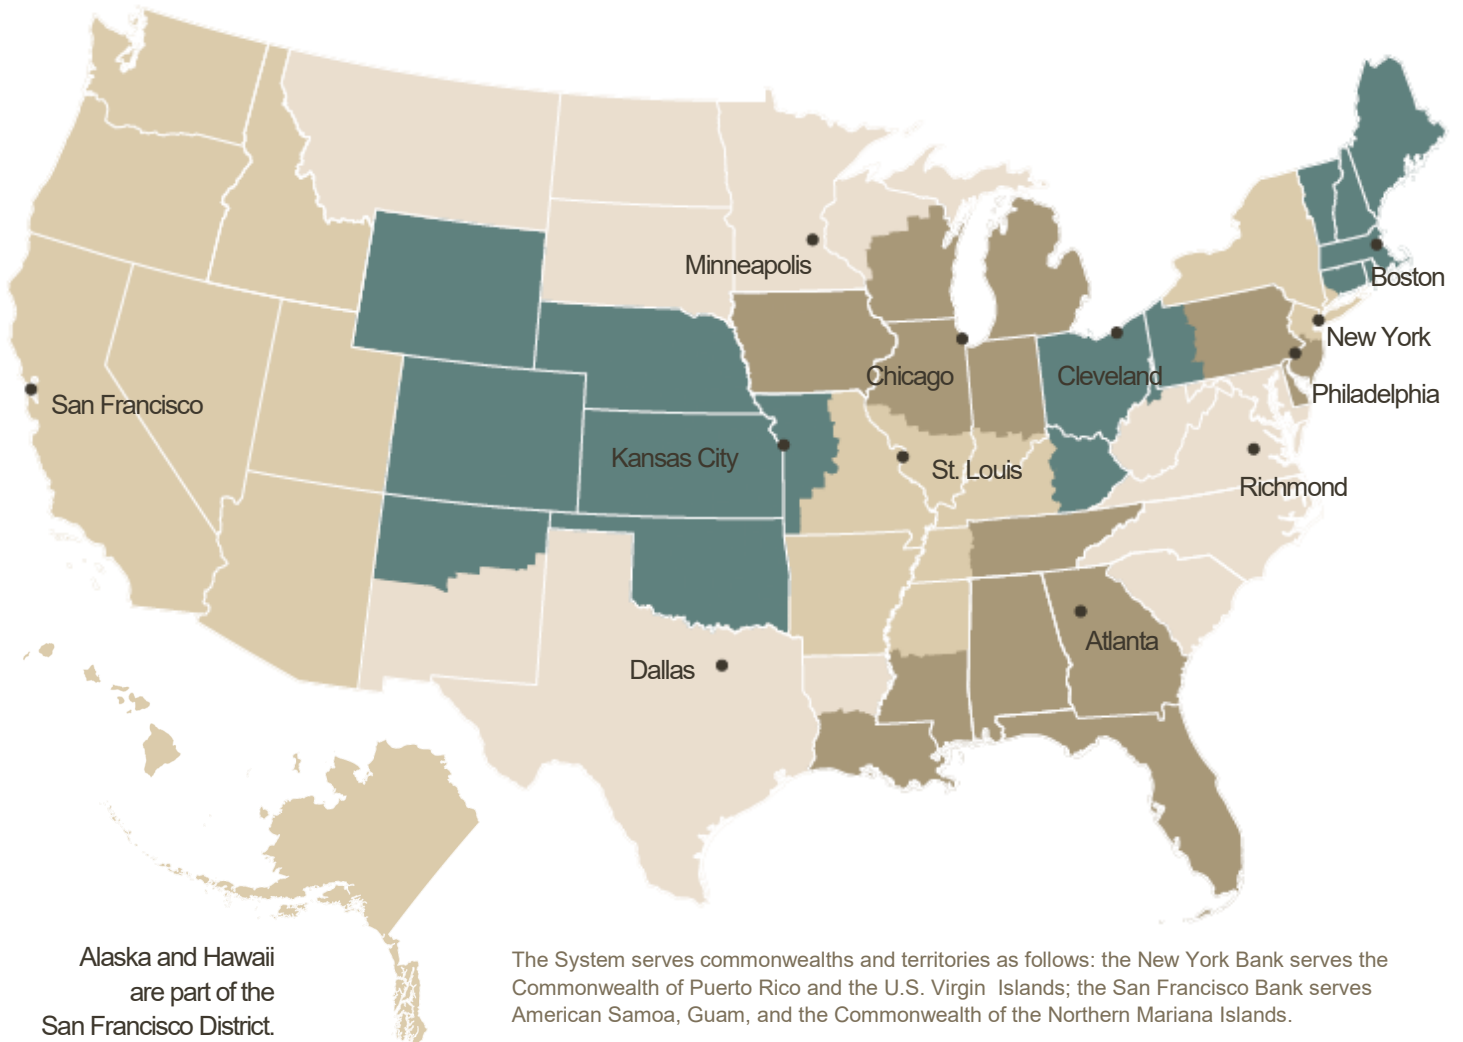 Minneapolis
Boston
New York
Chicago
Cleveland
Philadelphia
San Francisco
Kansas City
St. Louis
Richmond
Atlanta
Dallas
Alaska and Hawaii
are part of the
San Francisco District.
The System serves commonwealths and territories as follows: the New York Bank serves the
Commonwealth of Puerto Rico and the U.S. Virgin Islands; the San Francisco Bank serves
American Samoa, Guam, and the Commonwealth of the Northern Mariana Islands.